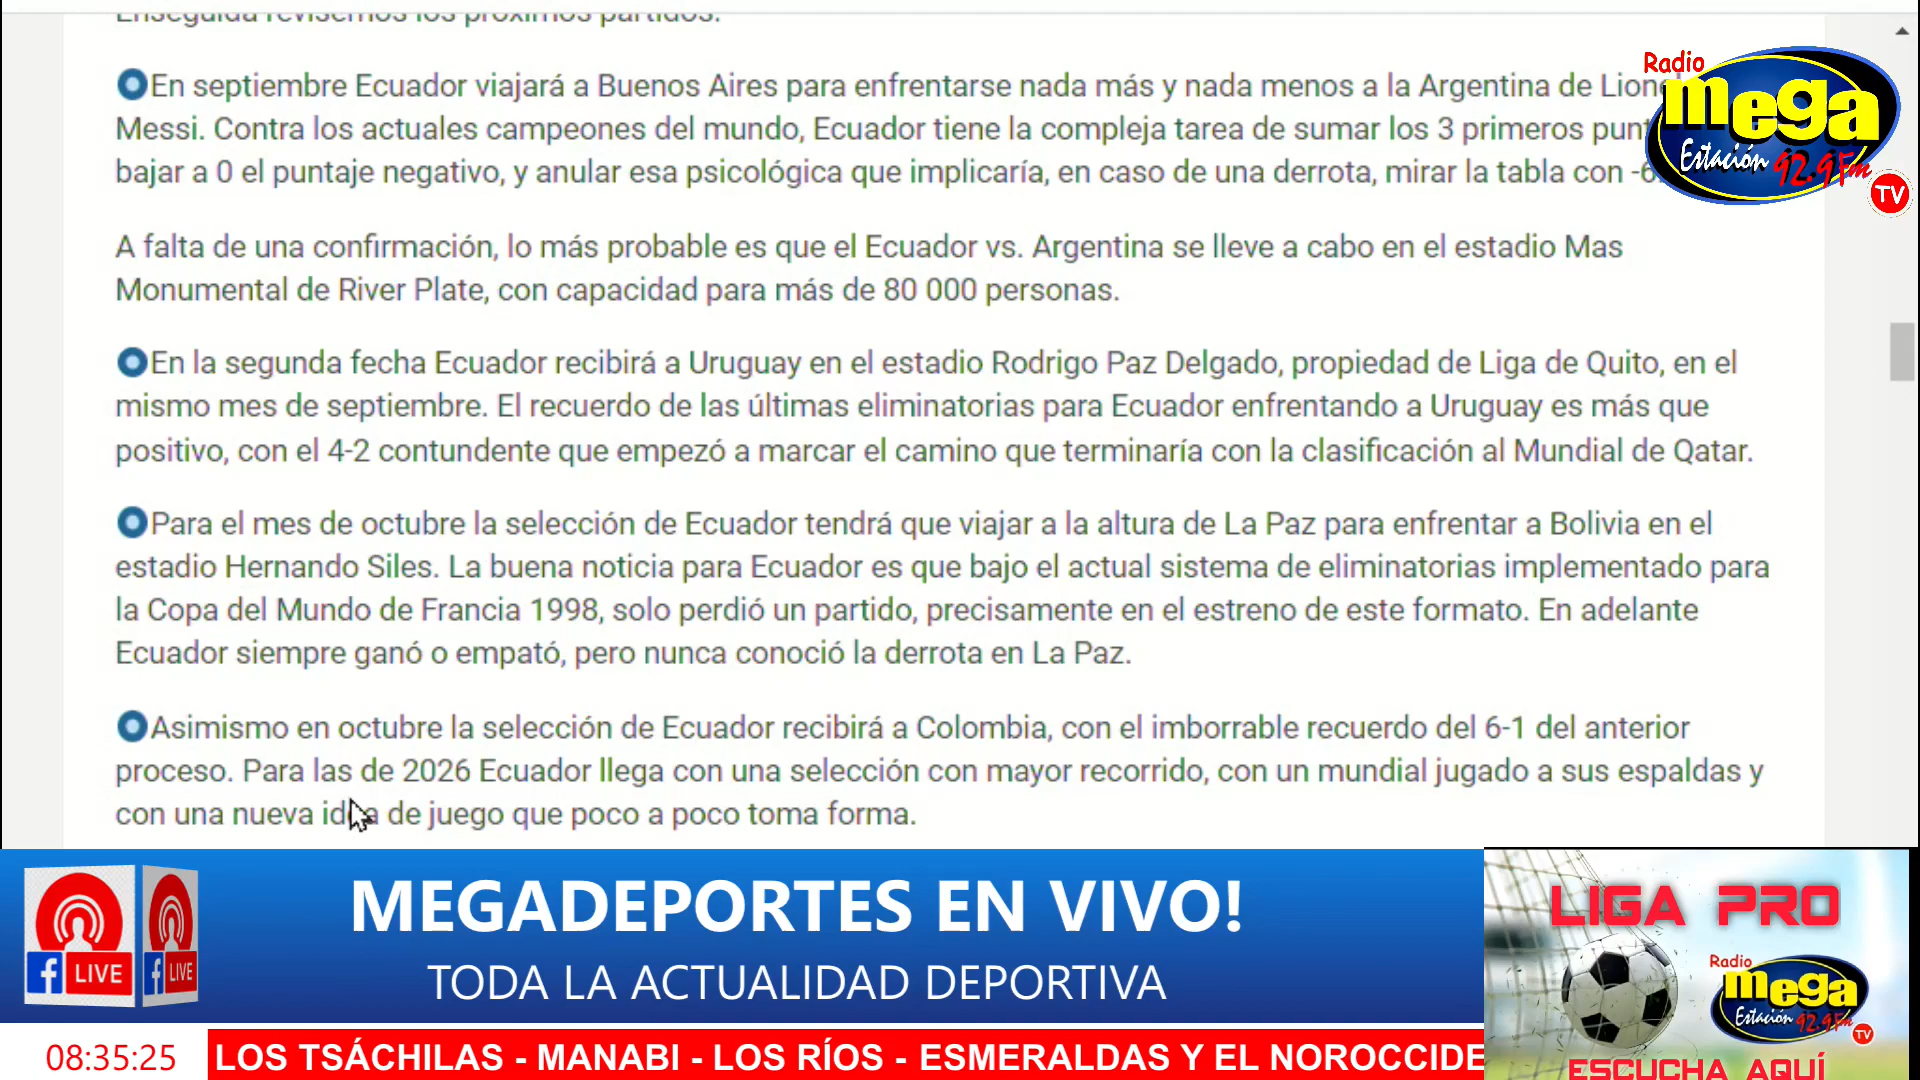 Enseguida revisemos los próximos partidos.
En septiembre Ecuador viajará a Buenos Aires para enfrentarse nada más y nada menos a la Argentina de Lionel
Messi. Contra los actuales campeones del mundo, Ecuador tiene la compleja tarea de sumar los 3 primeros
bajar a 0 el puntaje negativo, y anular esa psicológica que implicaría, en caso de una derrota, mirar la tabla con
A falta de una confirmación, lo más probable es que el Ecuador vs. Argentina se lleve a cabo en el estadio Mas
Monumental de River Plate, con capacidad para más de 80 000 personas.
En la segunda fecha Ecuador recibirá a Uruguay en el estadio Rodrigo Paz Delgado, propiedad de Liga de Quito, en el
mismo mes de septiembre. El recuerdo de las últimas eliminatorias para Ecuador enfrentando a Uruguay es más que
positivo, con el 4-2 contundente que empezó a marcar el camino que terminaría con la clasificación al Mundial de Qatar.
Para el mes de octubre la selección de Ecuador tendrá que viajar a la altura de La Paz para enfrentar a Bolivia en el
estadio Hernando Siles. La buena noticia para Ecuador es que bajo el actual sistema de eliminatorias implementado para
la Copa del Mundo de Francia 1998, solo perdió un partido, precisamente en el estreno de este formato. En adelante
Ecuador siempre ganó o empató, pero nunca conoció la derrota en La Paz.
Asimismo en octubre la selección de Ecuador recibirá a Colombia, con el imborrable recuerdo del 6-1 del anterior
proceso. Para las de 2026 Ecuador llega con una selección con mayor recorrido, con un mundial jugado a sus espaldas y
con una nueva idea de juego que poco a poco toma forma.
Radio
mega
Estación 92.9 Fm
TV
f LIVE
f LIVE
MEGADEPORTES EN VIVO!
TODA LA ACTUALIDAD DEPORTIVA
LIGA PRO
Radio
mega
Estación 92.9 Fm
TV
ESCUCHA AQUÍ
08:35:25
LOS TSÁCHILAS - MANABI - LOS RÍOS - ESMERALDAS Y EL NOROCCIDE